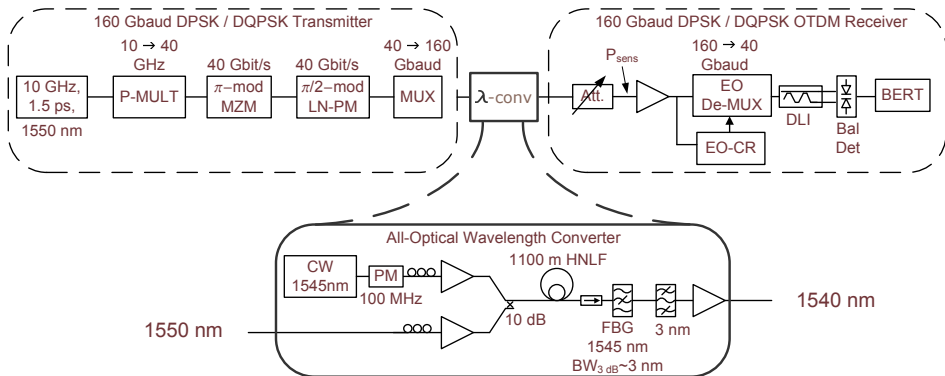 160 Gbaud DPSK / DQPSK Transmitter
10 → 40
GHz
40 Gbit/s
40 Gbit/s
40 → 160
Gbaud
10 GHz,
1.5 ps,
1550 nm
P-MULT
π-mod
MZM
π/2-mod
LN-PM
MUX
λ-conv
160 Gbaud DPSK / DQPSK OTDM Receiver
Psens
160 → 40
Gbaud
Att.
EO
De-MUX
EO-CR
DLI
Bal
Det
BERT
All-Optical Wavelength Converter
1100 m HNLF
CW
1545nm
PM
100 MHz
10 dB
FBG
1545 nm
BW3 dB~3 nm
3 nm
1550 nm
1540 nm